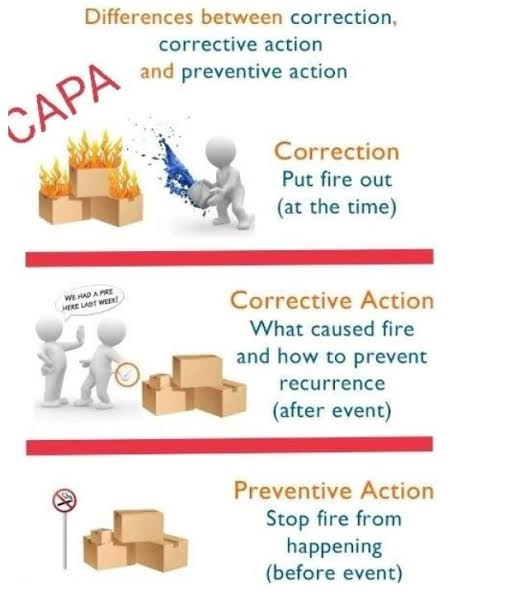 Differences between correction,
corrective action
and preventive action
CAPA
Correction
Put fire out
(at the time)
WE HAD A FIRE
HERE LAST WEEK!
Corrective Action
What caused fire
and how to prevent
recurrence
(after event)
Preventive Action
Stop fire from
happening
(before event)